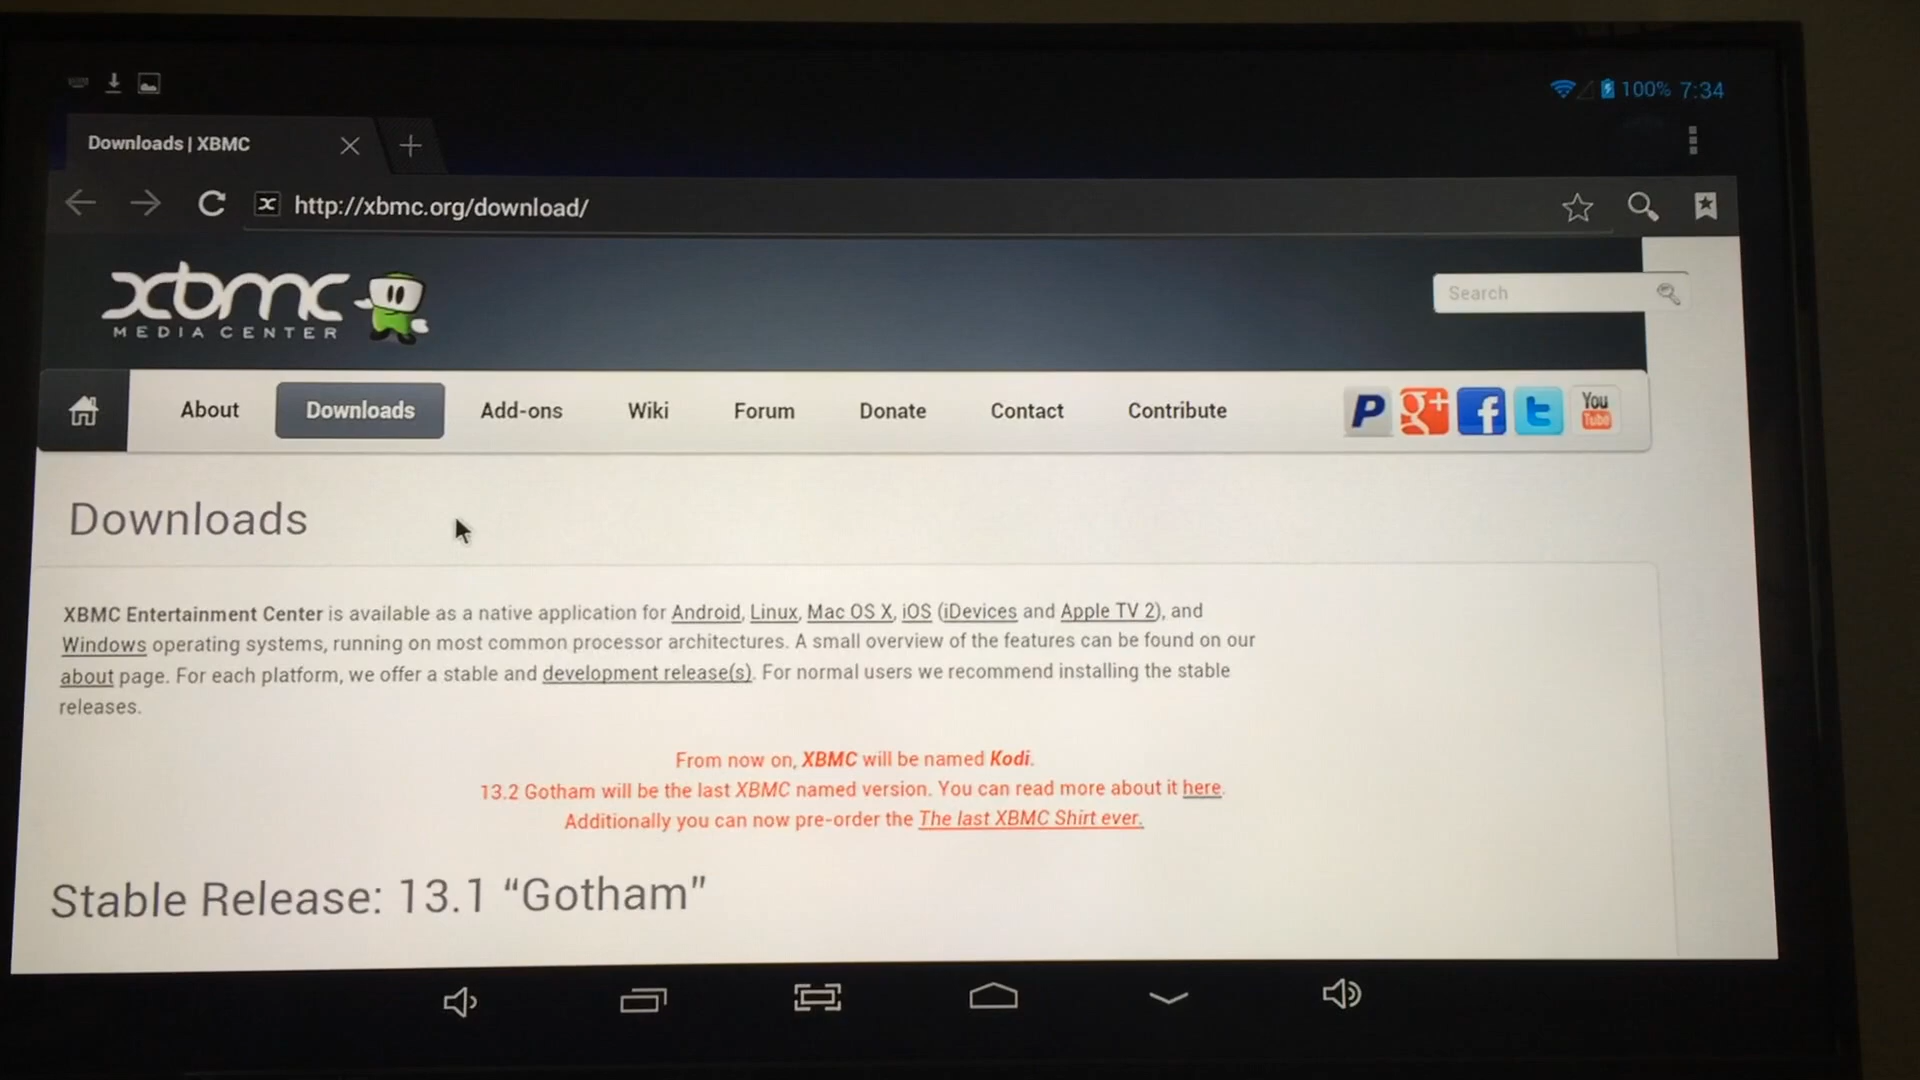 100% 7:34
Downloads | XBMC
http://xbmc.org/download/
xbmc
MEDIA CENTER
Search
About Downloads Add-ons Wiki Forum Donate Contact Contribute P g+ f t You Tube
Downloads
XBMC Entertainment Center is available as a native application for Android, Linux, Mac OS X, iOS (iDevices and Apple TV 2), and
Windows operating systems, running on most common processor architectures. A small overview of the features can be found on our
about page. For each platform, we offer a stable and development release(s). For normal users we recommend installing the stable
releases.
From now on, XBMC will be named Kodi.
13.2 Gotham will be the last XBMC named version. You can read more about it here.
Additionally you can now pre-order the The last XBMC Shirt ever.
Stable Release: 13.1 “Gotham”